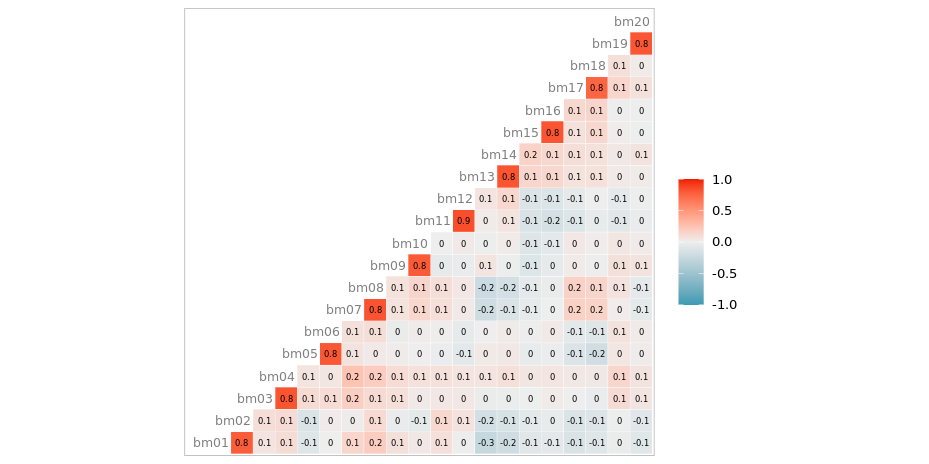 bm20
bm19 0.8
bm18 0.1 0
bm17 0.8 0.1 0.1
bm16 0.1 0.1 0 0
bm15 0.8 0.1 0.1 0 0
bm14 0.2 0.1 0.1 0.1 0 0.1
bm13 0.8 0.1 0.1 0.1 0.1 0 0
bm12 0.1 0.1 -0.1 -0.1 -0.1 0 -0.1 0
bm11 0.9 0 0.1 -0.1 -0.2 -0.1 0 -0.1 0
bm10 0 0 0 0 -0.1 -0.1 0 0 0 0
bm09 0.8 0 0 0.1 0 -0.1 0 0 0 0.1 0.1
bm08 0.1 0.1 0.1 0 -0.2 -0.2 -0.1 0 0.2 0.1 0.1 -0.1
bm07 0.8 0.1 0.1 0.1 0 -0.2 -0.1 -0.1 0 0.2 0.2 0 -0.1
bm06 0.1 0.1 0 0 0 0 0 0 0 0 -0.1 -0.1 0.1 0
bm05 0.8 0.1 0 0 0 0 -0.1 0 0 0 0 -0.1 -0.2 0 0
bm04 0.1 0 0.2 0.2 0.1 0.1 0.1 0.1 0.1 0.1 0 0 0 0 0.1 0.1
bm03 0.8 0.1 0.1 0.2 0.1 0.1 0 0 0 0 0 0 0 0 0 0.1 0.1
bm02 0.1 0.1 -0.1 0 0 0.1 0 -0.1 0.1 0.1 -0.2 -0.1 -0.1 0 -0.1 -0.1 0 -0.1
bm01 0.8 0.1 0.1 -0.1 0 0.1 0.2 0.1 0 0.1 0 -0.3 -0.2 -0.1 -0.1 -0.1 -0.1 0 -0.1
1.0
0.5
0.0
-0.5
-1.0